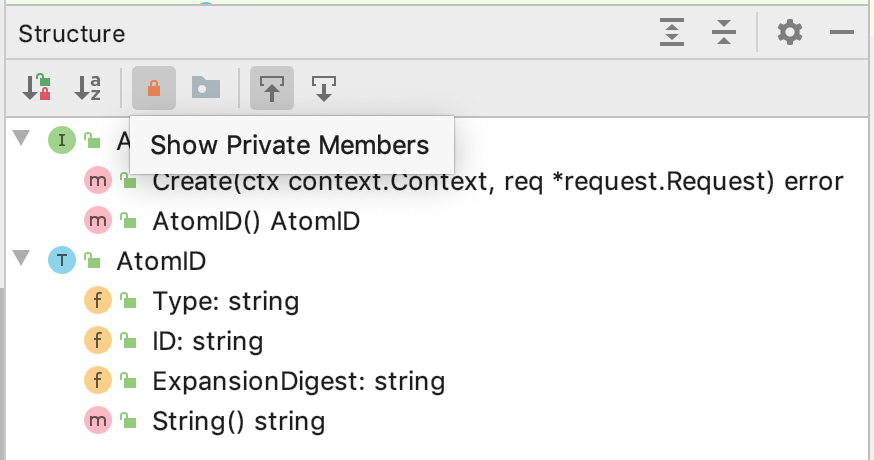 Structure
a
z
Show Private Members
I A
m Create(ctx context.Context, req *request.Request) error
m AtomID() AtomID
T AtomID
f Type: string
f ID: string
f ExpansionDigest: string
m String() string